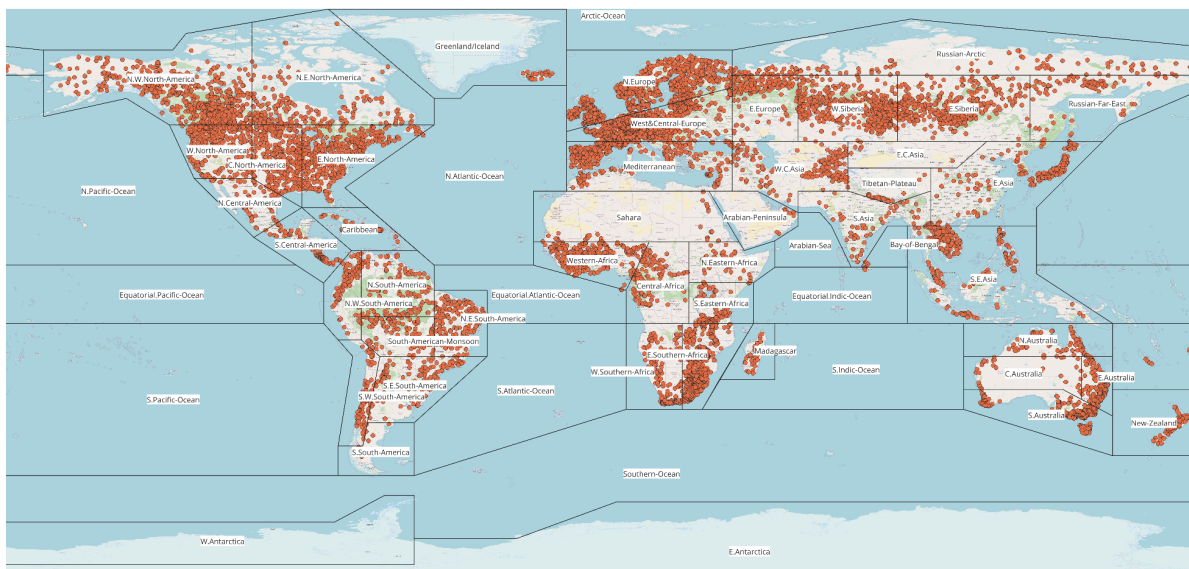 Arctic-Ocean
Greenland/Iceland
Russian-Arctic
N.W.North-America
N.E.North-America
N.Europe
E.Europe
W.Siberia
E.Siberia
Russian-Far-East
West&Central-Europe
W.North-America
C.North-America
E.North-America
Mediterranean
W.C.Asia
E.C.Asia
Tibetan-Plateau
E.Asia
N.Pacific-Ocean
N.Atlantic-Ocean
N.Central-America
Sahara
Arabian-Peninsula
S.Asia
Caribbean
S.Central-America
Arabian-Sea
Bay-of-Bengal
Western-Africa
N.Eastern-Africa
Central-Africa
S.E.Asia
N.South-America
Equatorial.Pacific-Ocean
Equatorial.Atlantic-Ocean
Equatorial.Indic-Ocean
N.W.South-America
S.Eastern-Africa
N.E.South-America
South-American-Monsoon
N.Australia
Madagascar
E.Southern-Africa
W.Southern-Africa
S.Indic-Ocean
C.Australia
E.Australia
S.E.South-America
S.W.South-America
S.Atlantic-Ocean
S.Pacific-Ocean
S.Australia
New-Zealand
S.South-America
Southern-Ocean
W.Antarctica
E.Antarctica